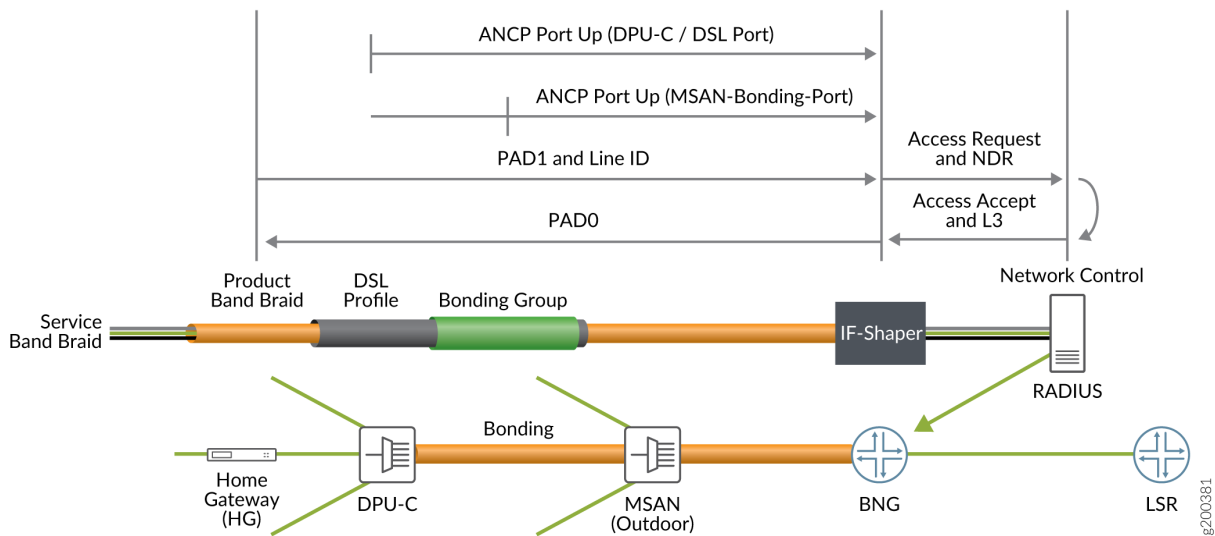 ANCP Port Up (DPU-C / DSL Port)
ANCP Port Up (MSAN-Bonding-Port)
PAD1 and Line ID
Access Request
and NDR
PAD0
Access Accept
and L3
Service
Band Braid
Product
Band Braid
DSL
Profile
Bonding Group
IF-Shaper
Network Control
RADIUS
Bonding
Home
Gateway
(HG)
DPU-C
MSAN
(Outdoor)
BNG
LSR
g200381